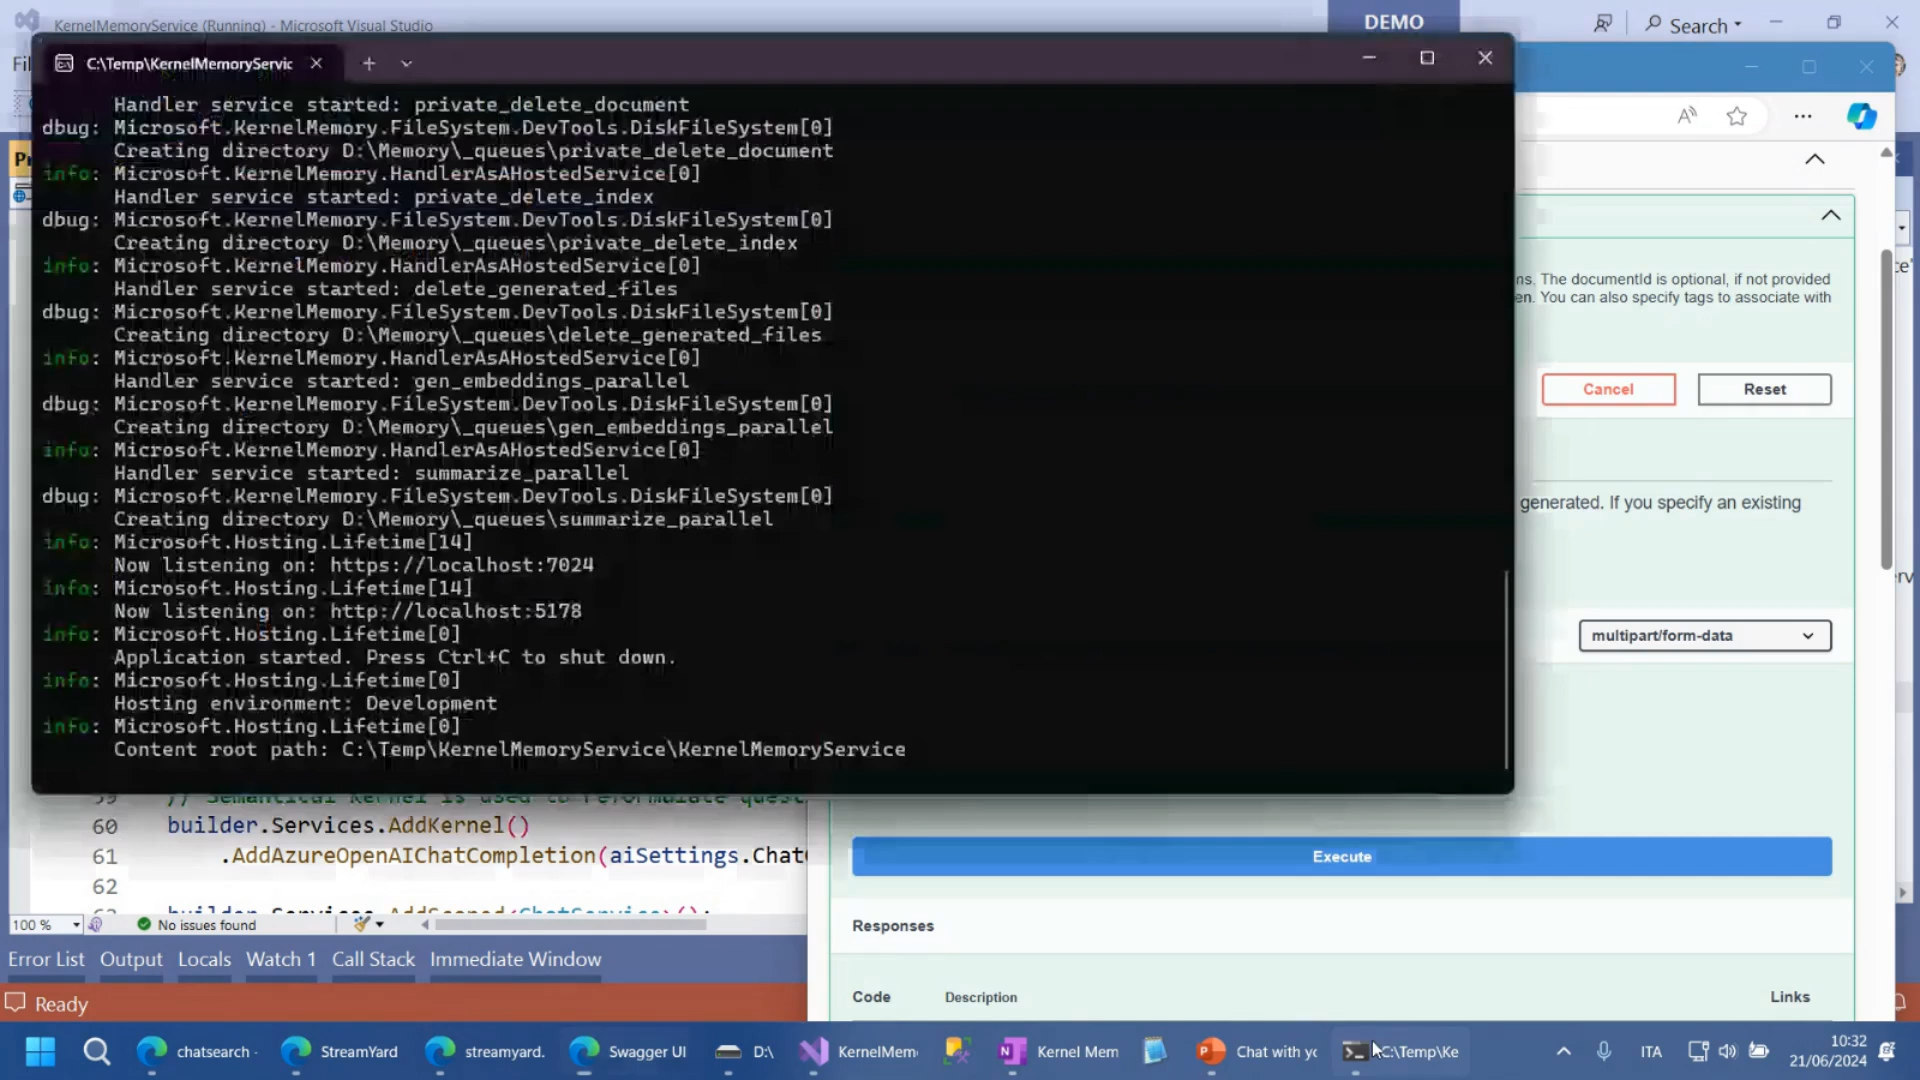 KernelMemoryService (Running) - Microsoft Visual Studio
DEMO
Search
C:\Temp\KernelMemoryServic
Handler service started: private_delete_document
dbug: Microsoft.KernelMemory.FileSystem.DevTools.DiskFileSystem[0]
Creating directory D:\Memory\_queues\private_delete_document
info: Microsoft.KernelMemory.HandlerAsAHostedService[0]
Handler service started: private_delete_index
dbug: Microsoft.KernelMemory.FileSystem.DevTools.DiskFileSystem[0]
Creating directory D:\Memory\_queues\private_delete_index
info: Microsoft.KernelMemory.HandlerAsAHostedService[0]
Handler service started: delete_generated_files
dbug: Microsoft.KernelMemory.FileSystem.DevTools.DiskFileSystem[0]
Creating directory D:\Memory\_queues\delete_generated_files
info: Microsoft.KernelMemory.HandlerAsAHostedService[0]
Handler service started: gen_embeddings_parallel
dbug: Microsoft.KernelMemory.FileSystem.DevTools.DiskFileSystem[0]
Creating directory D:\Memory\_queues\gen_embeddings_parallel
info: Microsoft.KernelMemory.HandlerAsAHostedService[0]
Handler service started: summarize_parallel
dbug: Microsoft.KernelMemory.FileSystem.DevTools.DiskFileSystem[0]
Creating directory D:\Memory\_queues\summarize_parallel
info: Microsoft.Hosting.Lifetime[14]
Now listening on: https://localhost:7024
info: Microsoft.Hosting.Lifetime[14]
Now listening on: http://localhost:5178
info: Microsoft.Hosting.Lifetime[0]
Application started. Press Ctrl+C to shut down.
info: Microsoft.Hosting.Lifetime[0]
Hosting environment: Development
info: Microsoft.Hosting.Lifetime[0]
Content root path: C:\Temp\KernelMemoryService\KernelMemoryService
ns. The documentId is optional, if not provided
en. You can also specify tags to associate with
Cancel
Reset
generated. If you specify an existing
multipart/form-data
60 builder.Services.AddKernel()
61 .AddAzureOpenAIChatCompletion(aiSettings.Chat
62
Execute
Responses
Code Description Links
100 %
No issues found
Error List Output Locals Watch 1 Call Stack Immediate Window
Ready
chatsearch -
StreamYard
streamyard.
Swagger UI
D:\
KernelMem
Kernel Mem
Chat with yo
C:\Temp\Ke
ITA
10:32
21/06/2024